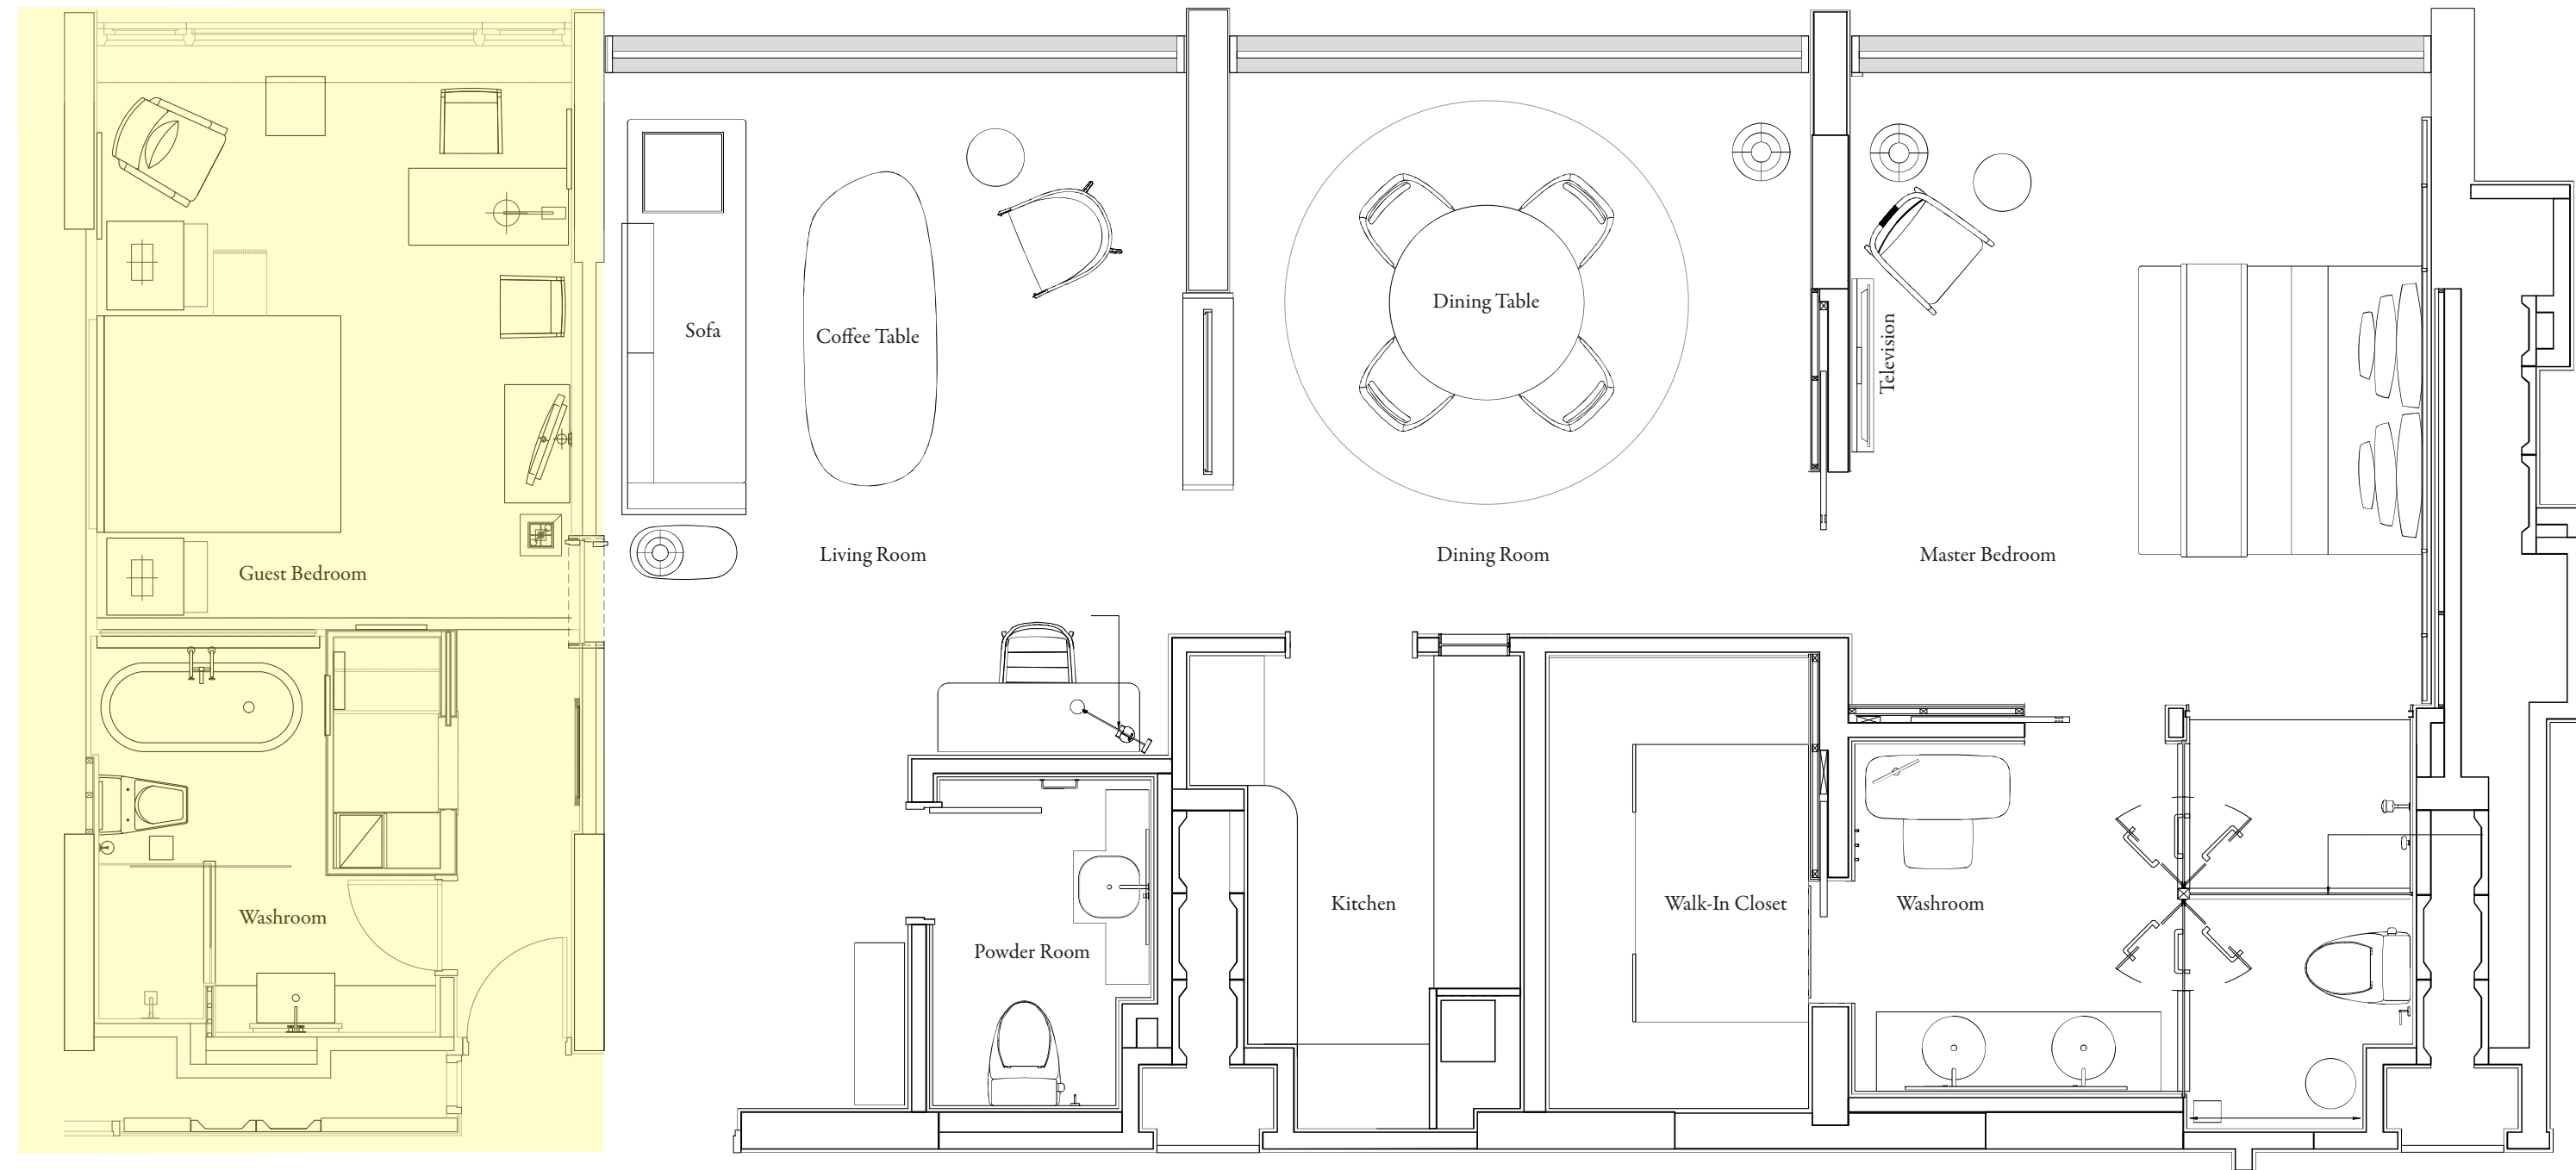 Sofa
Coffee Table
Dining Table
Television
Guest Bedroom
Living Room
Dining Room
Master Bedroom
Washroom
Powder Room
Kitchen
Walk-In Closet
Washroom